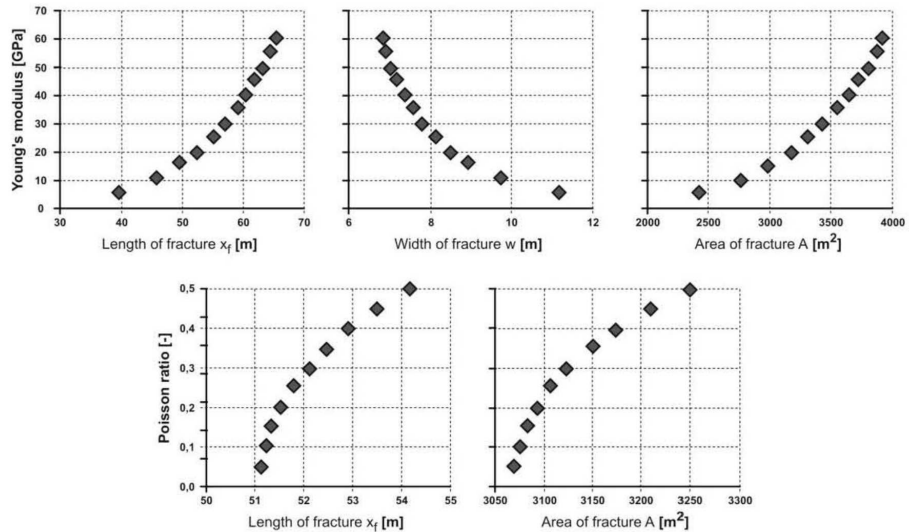 Young's modulus [GPa]
70
60
50
40
30
20
10
0
30 40 50 60 70
Length of fracture x_f [m]
6 8 10 12
Width of fracture w [m]
2000 2500 3000 3500 4000
Area of fracture A [m²]
Poisson ratio [-]
0,5
0,4
0,3
0,2
0,1
0,0
50 51 52 53 54 55
Length of fracture x_f [m]
3050 3100 3150 3200 3250 3300
Area of fracture A [m²]